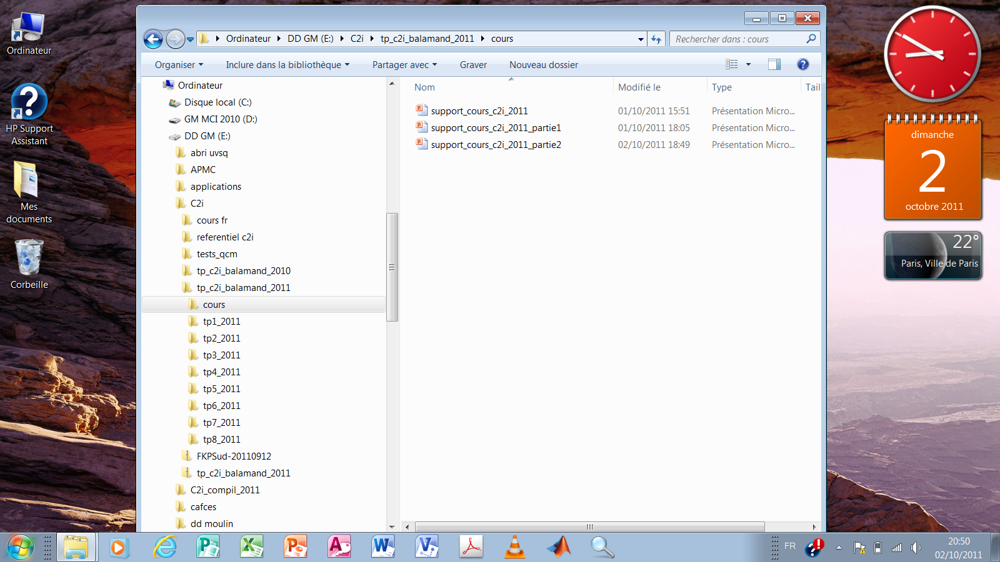 Ordinateur
HP Support
Assistant
Mes
documents
Corbeille
Ordinateur
DD GM (E:)
C2i
tp_c2i_balamand_2011
cours
Rechercher dans : cours
Organiser
Inclure dans la bibliothèque
Partager avec
Graver
Nouveau dossier
Ordinateur
Disque local (C:)
GM MCI 2010 (D:)
DD GM (E:)
abri uvsq
APMC
applications
C2i
cours fr
referentiel c2i
tests_qcm
tp_c2i_balamand_2010
tp_c2i_balamand_2011
cours
tp1_2011
tp2_2011
tp3_2011
tp4_2011
tp5_2011
tp6_2011
tp7_2011
tp8_2011
FKPSud-20110912
tp_c2i_balamand_2011
C2i_compil_2011
cafces
dd moulin
Nom Modifié le Type Tail
support_cours_c2i_2011 01/10/2011 15:51 Présentation Micro...
support_cours_c2i_2011_partie1 01/10/2011 18:05 Présentation Micro...
support_cours_c2i_2011_partie2 02/10/2011 18:49 Présentation Micro...
dimanche
2
octobre 2011
22°
Paris, Ville de Paris
FR
20:50
02/10/2011